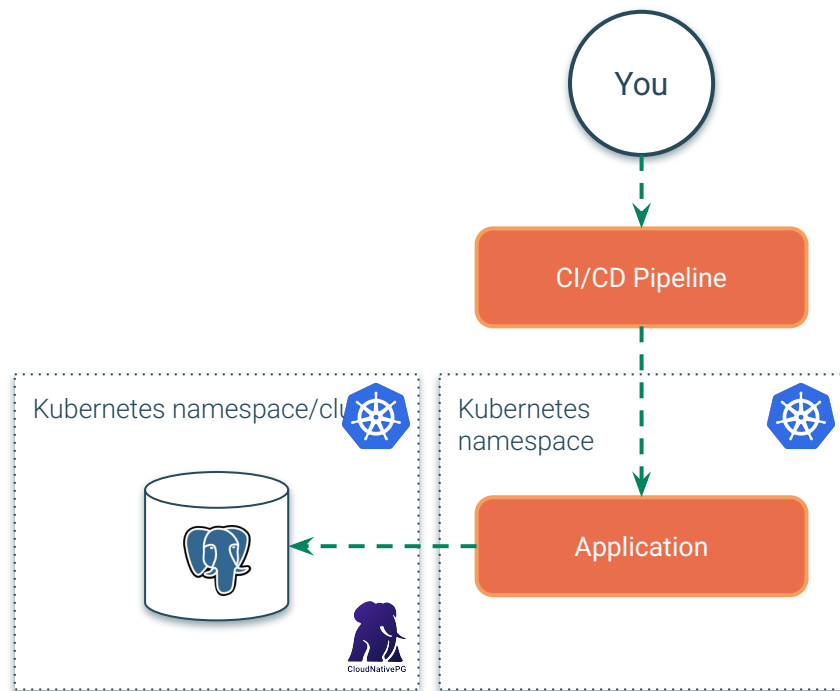 You
CI/CD Pipeline
Kubernetes namespace/clu
Kubernetes
namespace
Application
CloudNativePG